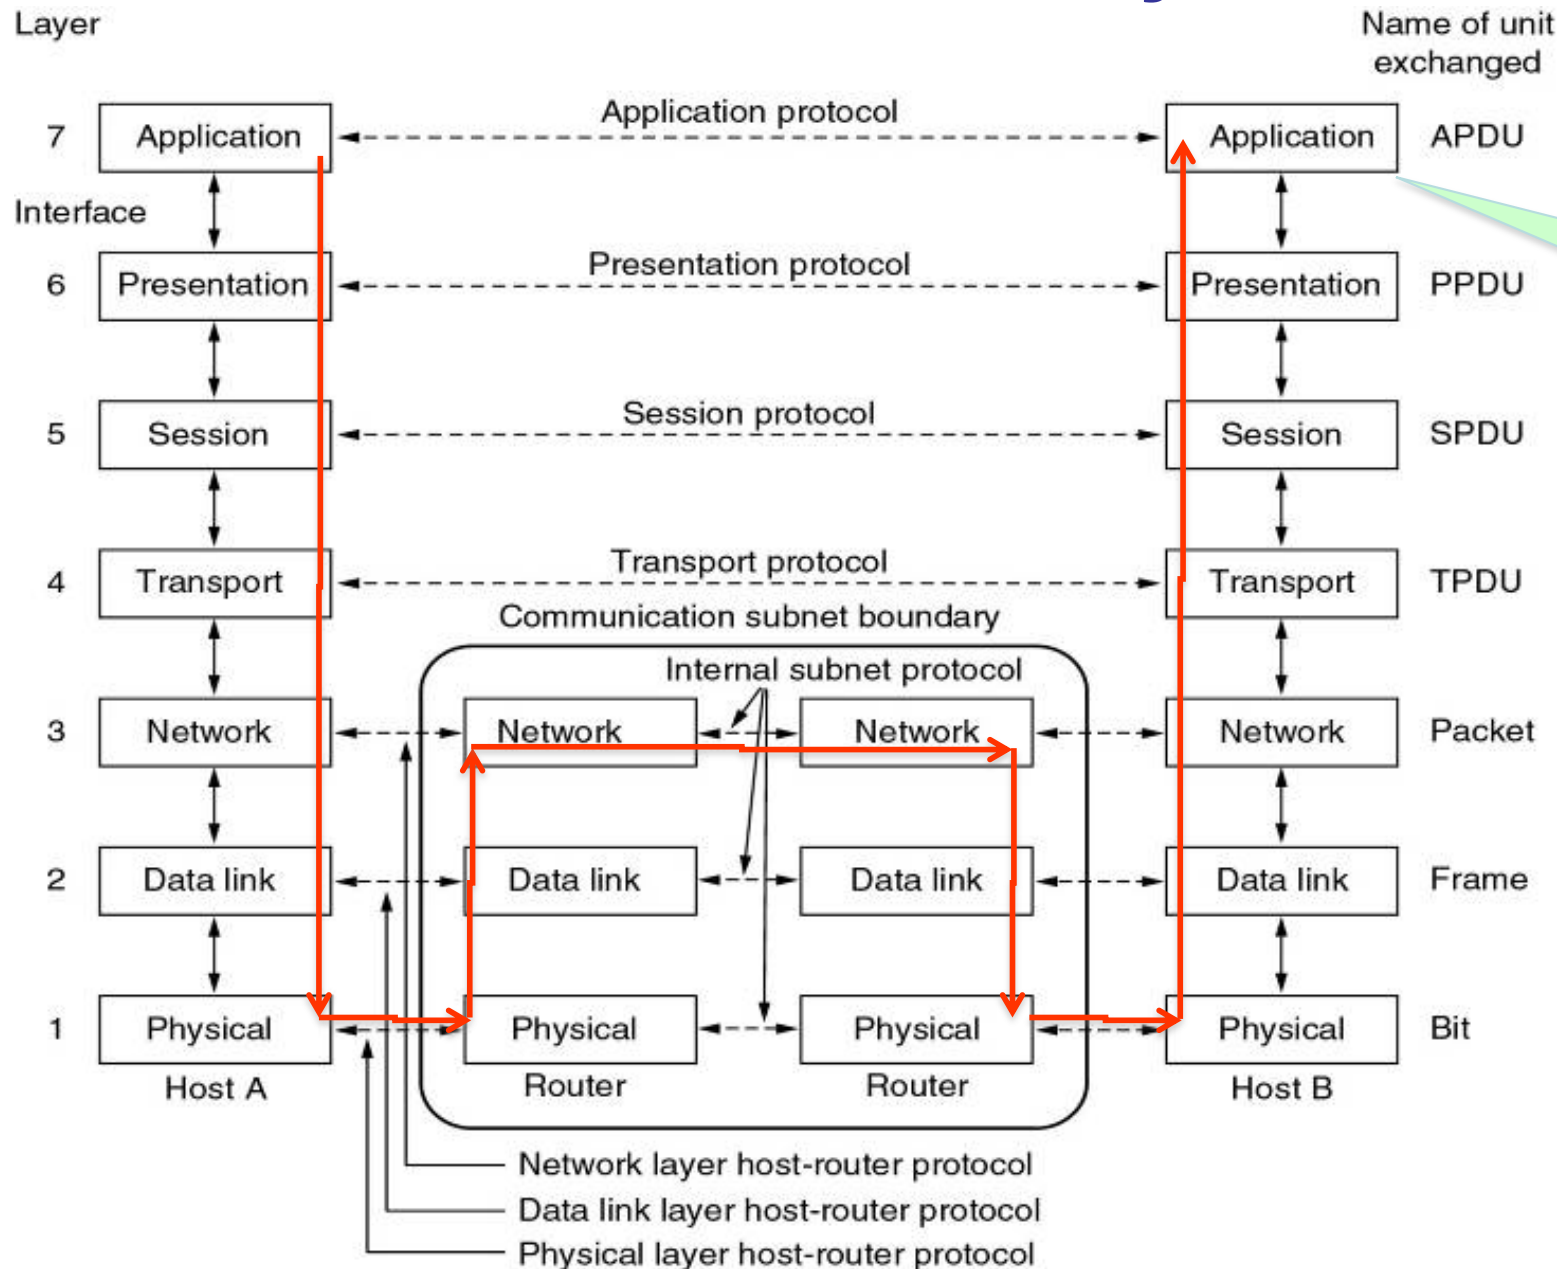 Layer
Name of unit
exchanged
7
Application
Application protocol
Application
APDU
Interface
6
Presentation
Presentation protocol
Presentation
PPDU
5
Session
Session protocol
Session
SPDU
4
Transport
Transport protocol
Transport
TPDU
Communication subnet boundary
Internal subnet protocol
3
Network
Network
Network
Network
Packet
2
Data link
Data link
Data link
Data link
Frame
1
Physical
Physical
Physical
Physical
Bit
Host A
Router
Router
Host B
Network layer host-router protocol
Data link layer host-router protocol
Physical layer host-router protocol